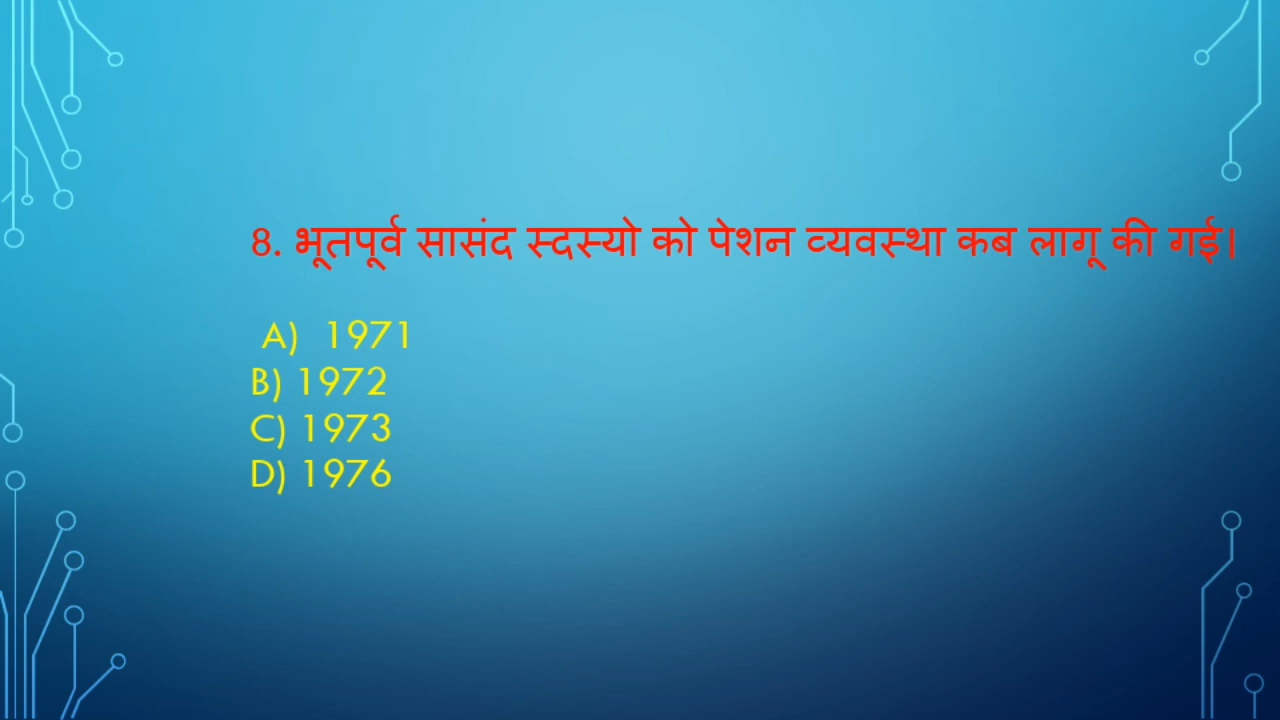 8. भूतपूर्व सासंद स्दस्यो को पेशन व्यवस्था कब लागू की गई।
A) 1971
B) 1972
C) 1973
D) 1976